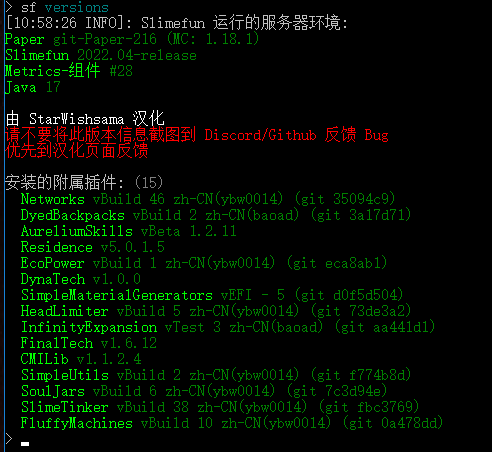 > sf versions
[10:58:26 INFO]: Slimefun 运行的服务器环境:
Paper git-Paper-216 (MC: 1.18.1)
Slimefun 2022.04-release
Metrics-组件 #28
Java 17
由 StarWishsama 汉化
请不要将此版本信息截图到 Discord/Github 反馈 Bug
优先到汉化页面反馈
安装的附属插件: (15)
Networks vBuild 46 zh-CN(ybw0014) (git 35094c9)
DyedBackpacks vBuild 2 zh-CN(baoad) (git 3a17d71)
AureliumSkills vBeta 1.2.11
Residence v5.0.1.5
EcoPower vBuild 1 zh-CN(ybw0014) (git eca8ab1)
DynaTech v1.0.0
SimpleMaterialGenerators vEFI - 5 (git d0f5d504)
HeadLimiter vBuild 5 zh-CN(ybw0014) (git 73de3a2)
InfinityExpansion vTest 3 zh-CN(baoad) (git aa441d1)
FinalTech v1.6.12
CMILib v1.1.2.4
SimpleUtils vBuild 2 zh-CN(ybw0014) (git f774b8d)
SoulJars vBuild 6 zh-CN(ybw0014) (git 7c3d94e)
SlimeTinker vBuild 38 zh-CN(ybw0014) (git fbc3769)
FluffyMachines vBuild 10 zh-CN(ybw0014) (git 0a478dd)
>